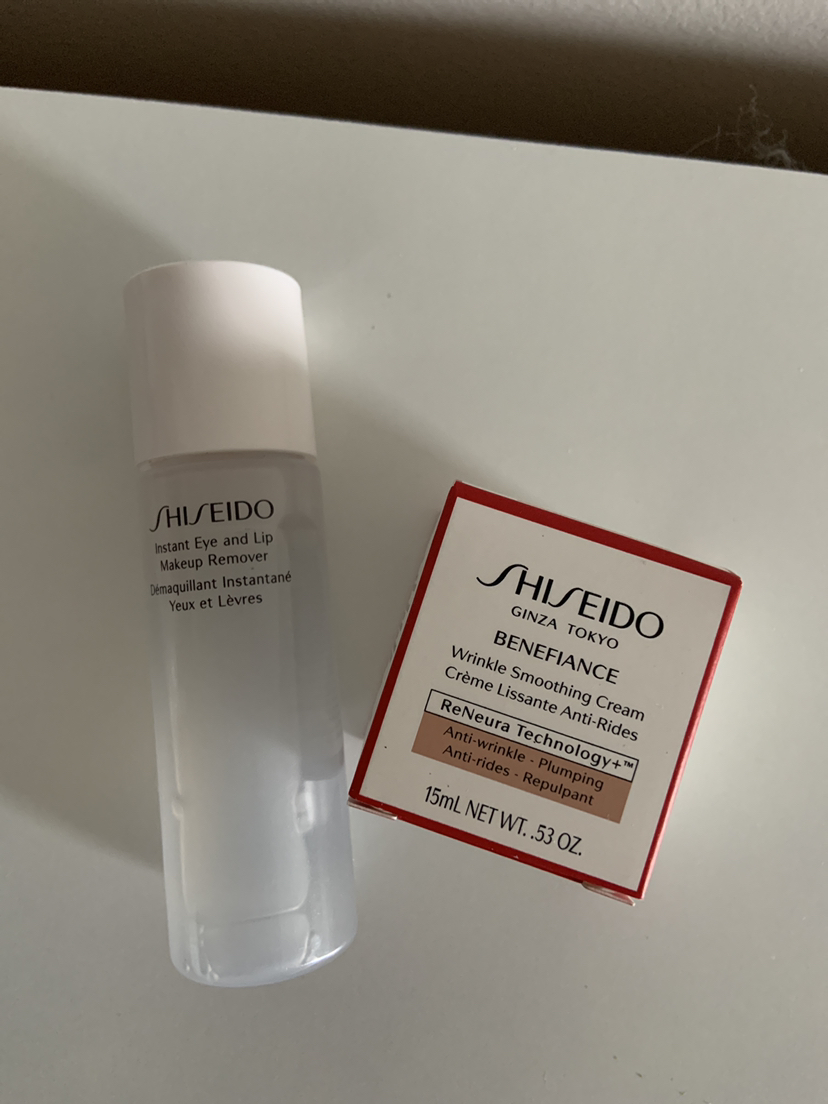 SHISEIDO
Instant Eye and Lip
Makeup Remover
Démaquillant Instantané
Yeux et Lèvres
SHISEIDO
GINZA TOKYO
BENEFIANCE
Wrinkle Smoothing Cream
Crème Lissante Anti-Rides
ReNeura Technology+™
Anti-wrinkle - Plumping
Anti-rides - Repulpant
15mL NET WT. .53 OZ.